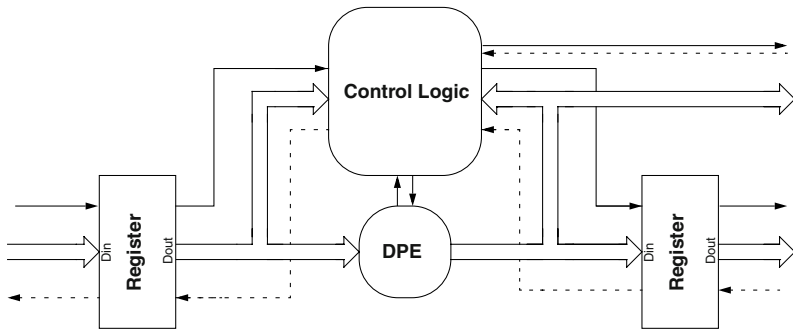 Control Logic
Register
Din
Dout
DPE
Register
Din
Dout